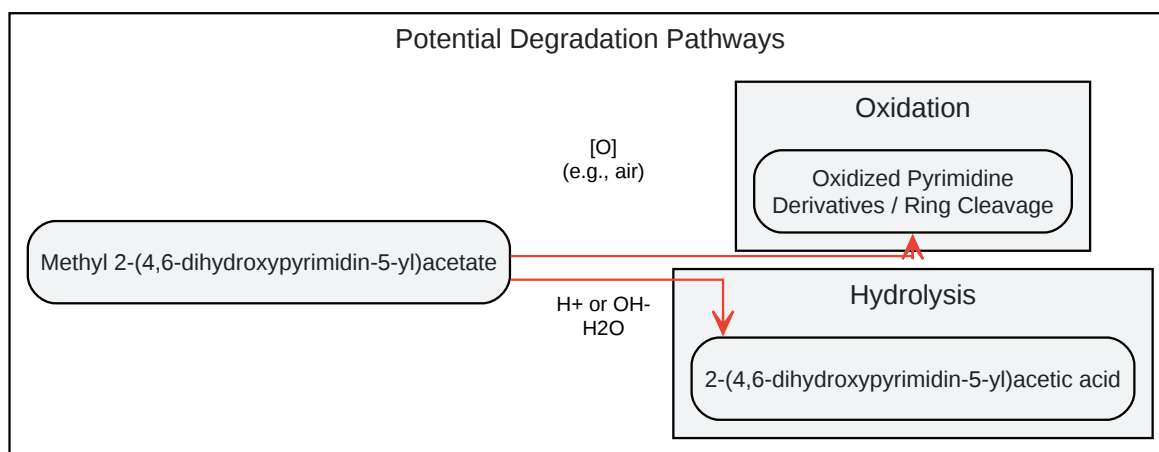 Potential Degradation Pathways
Oxidation
[O]
(e.g., air)
Oxidized Pyrimidine
Derivatives / Ring Cleavage
Methyl 2-(4,6-dihydroxypyrimidin-5-yl)acetate
Hydrolysis
H+ or OH-
H2O
2-(4,6-dihydroxypyrimidin-5-yl)acetic acid